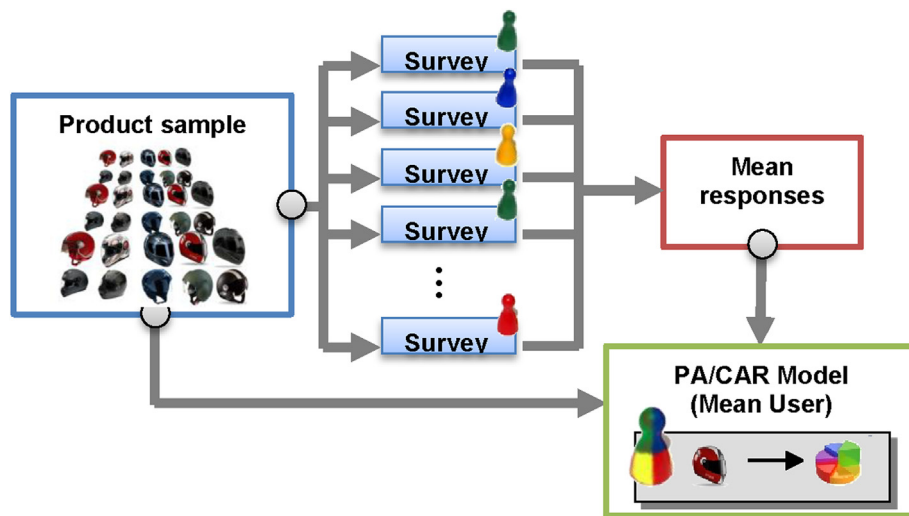 Product sample
Survey
Survey
Survey
Survey
...
Survey
Mean
responses
PA/CAR Model
(Mean User)